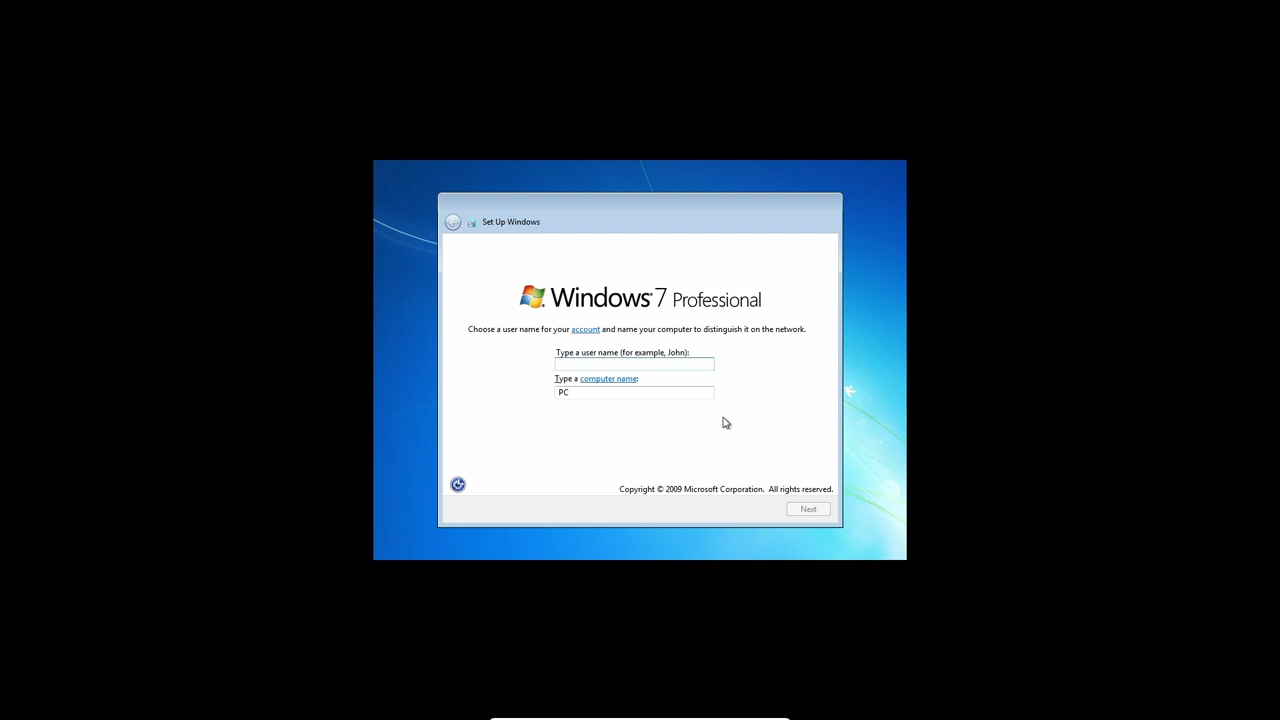 Set Up Windows
Windows 7 Professional
Choose a user name for your account and name your computer to distinguish it on the network.
Type a user name (for example, John):
Type a computer name:
PC
Copyright © 2009 Microsoft Corporation. All rights reserved.
Next